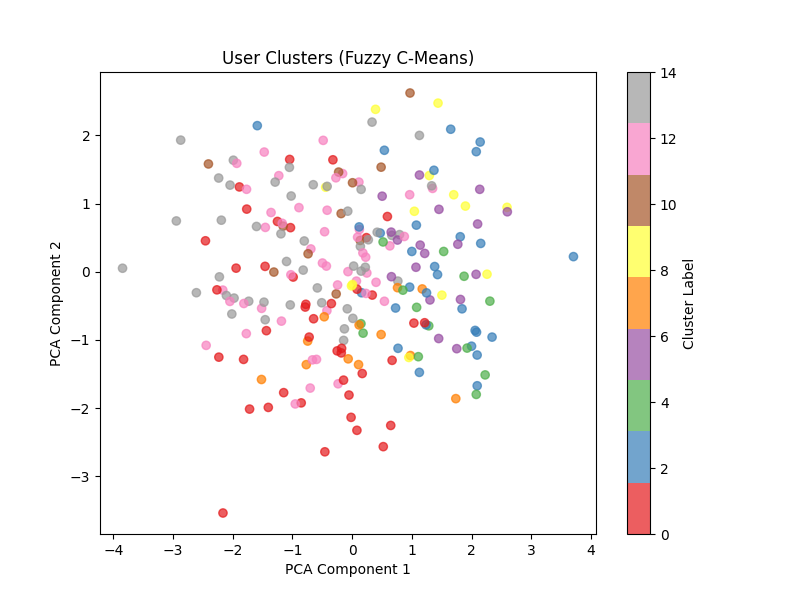 User Clusters (Fuzzy C-Means)
14
12
10
8
6
4
2
0
Cluster Label
2
1
0
−1
−2
−3
PCA Component 2
−4 −3 −2 −1 0 1 2 3 4
PCA Component 1